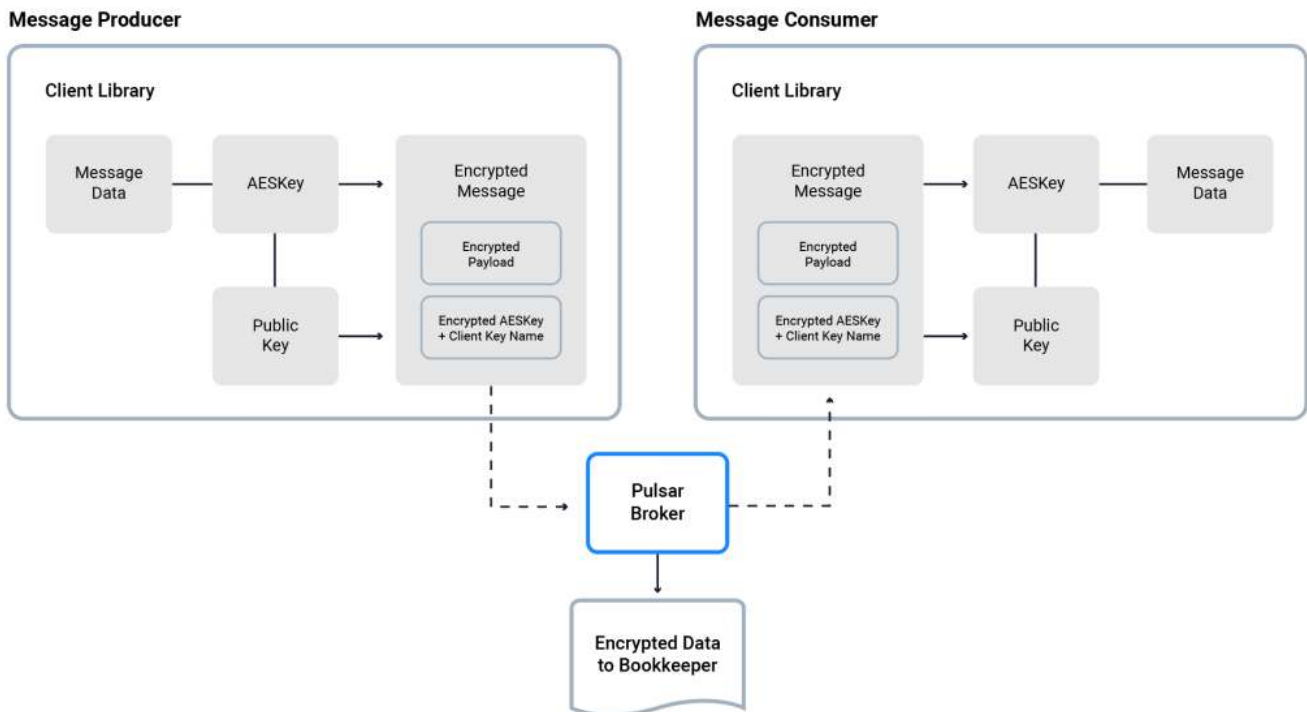 Message Producer
Client Library
Message
Data
AESKey
Encrypted
Message
Encrypted
Payload
Public
Key
Encrypted AESKey
+ Client Key Name
Message Consumer
Client Library
Encrypted
Message
Encrypted
Payload
Encrypted AESKey
+ Client Key Name
AESKey
Message
Data
Public
Key
Pulsar
Broker
Encrypted Data
to Bookkeeper